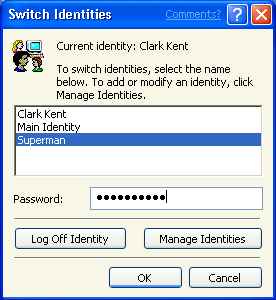 Switch Identities
Comments?
?
Current identity: Clark Kent
To switch identities, select the name
below. To add or modify an identity, click
Manage Identities.
Clark Kent
Main Identity
Superman
Password: ●●●●●●●●●●
Log Off Identity
Manage Identities
OK
Cancel